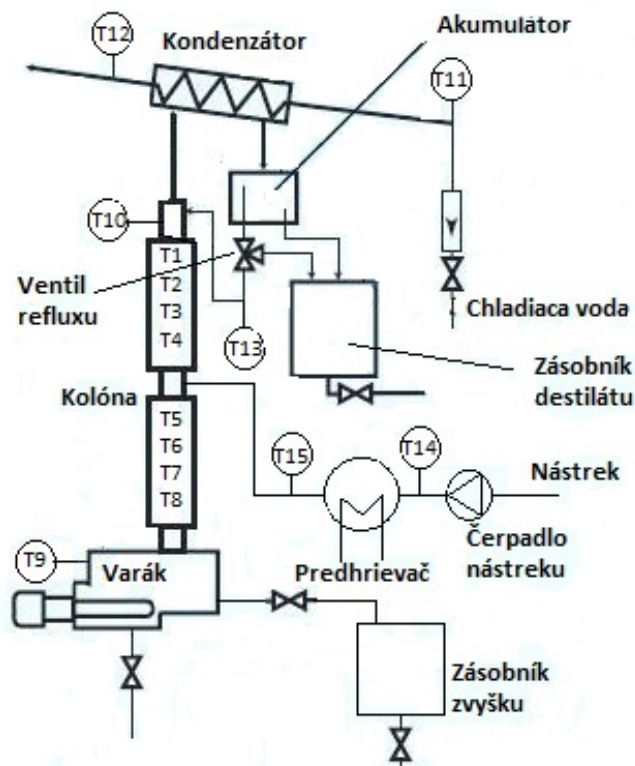 T12
Kondenzátor
Akumulátor
T11
T10
T1
T2
T3
T4
Ventil
refluxu
T13
Chladiaca voda
Zásobník
destilátu
Kolóna
T5
T6
T7
T8
T15
T14
Nástrek
Čerpadlo
nástreku
Predhrievač
T9
Varák
Zásobník
zvyšku